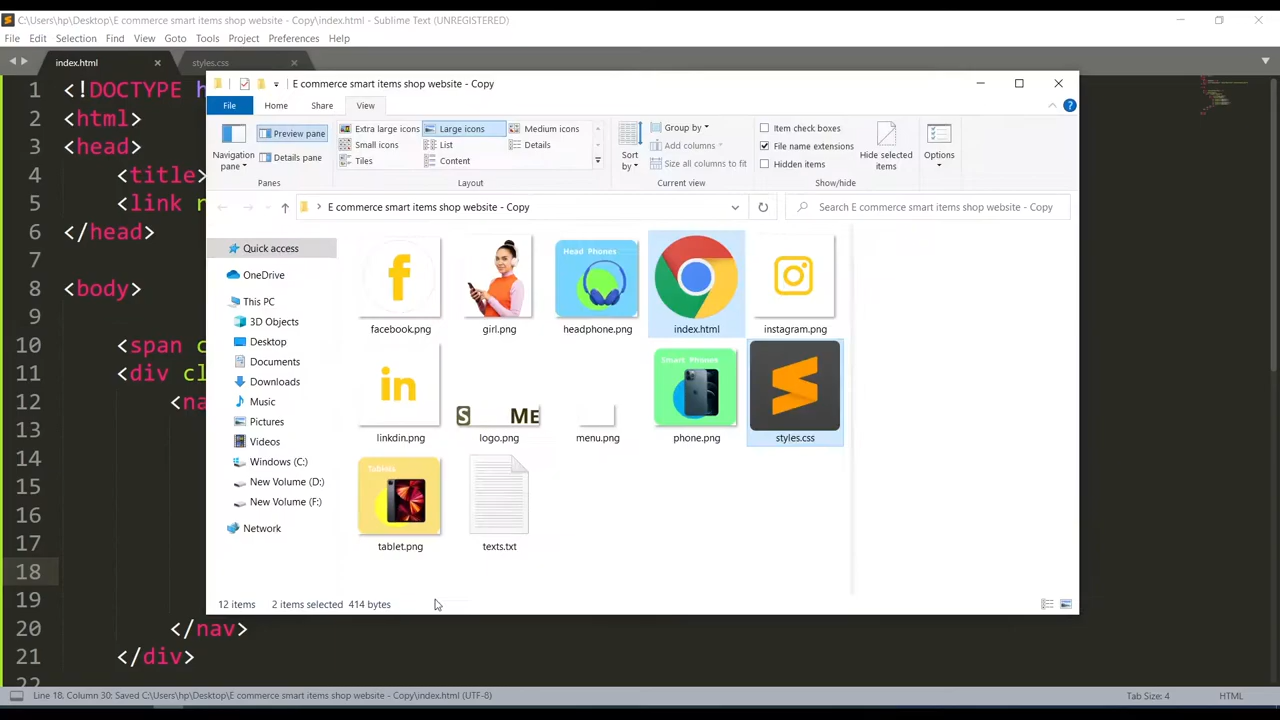 C:\Users\hp\Desktop\E commerce smart items shop website - Copy\index.html - Sublime Text (UNREGISTERED)
File Edit Selection Find View Goto Tools Project Preferences Help
index.html styles.css
E commerce smart items shop website - Copy
File Home Share View
Preview pane Extra large icons Large icons Medium icons Group by Item check boxes
Small icons List Details Add columns File name extensions
Navigation pane Details pane Tiles Content Sort by Size all columns to fit Hidden items Hide selected items Options
Panes Layout Current view Show/hide
E commerce smart items shop website - Copy Search E commerce smart items shop website - Copy
Quick access
OneDrive
This PC
3D Objects
Desktop
Documents
Downloads
Music
Pictures
Videos
Windows (C:)
New Volume (D:)
New Volume (F:)
Network
Head Phones
facebook.png girl.png headphone.png index.html instagram.png
Smart Phones
S ME
linkdin.png logo.png menu.png phone.png styles.css
Tablets
tablet.png texts.txt
12 items 2 items selected 414 bytes
1 <!DOCTYPE h
2 <html>
3 <head>
4 <title>
5 <link
6 </head>
7
8 <body>
9
10 <span c
11 <div cl
12 <na
13
14
15
16
17
18
19
20 </nav>
21 </div>
22
Line 18, Column 30: Saved C:\Users\hp\Desktop\E commerce smart items shop website - Copy\index.html (UTF-8) Tab Size: 4 HTML